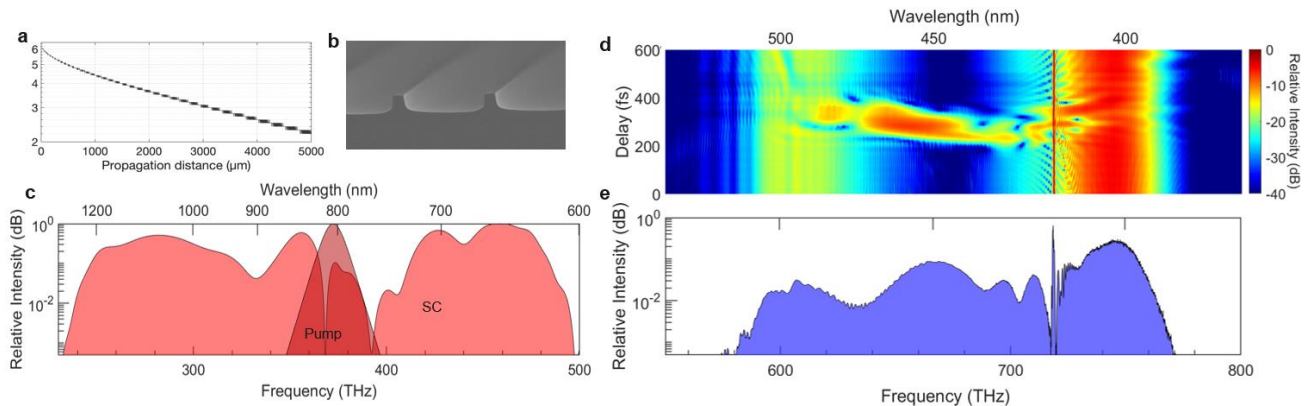 a
6
5
4
3
2
0 1000 2000 3000 4000 5000
Propagation distance (μm)
b
Wavelength (nm)
1200 1100 1000 900 800 700 600
c
Relative Intensity (dB)
10^0
10^-2
Pump
SC
300 400 500
Frequency (THz)
Wavelength (nm)
500 450 400
d
Delay (fs)
600
400
200
0
0
-10
-20
-30
-40
Relative Intensity (dB)
e
Relative Intensity (dB)
10^0
10^-2
600 700 800
Frequency (THz)